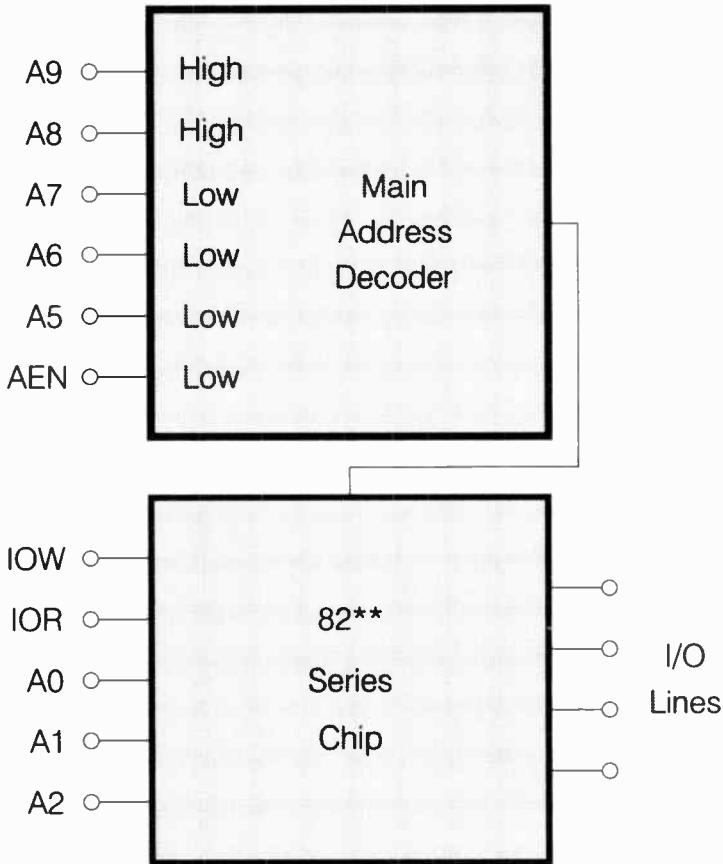 A9 High
A8 High
A7 Low
Main
A6 Low
Address
Decoder
A5 Low
AEN Low
IOW
IOR
82**
A0
Series
A1
Chip
A2
I/O
Lines